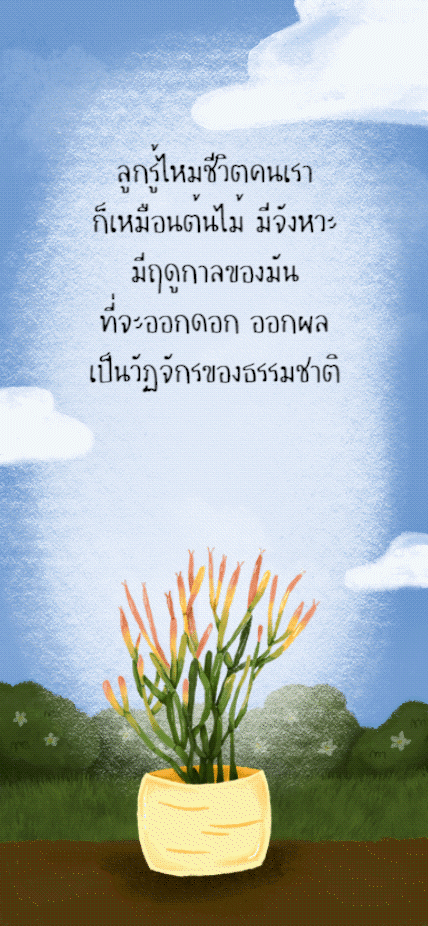 ลูกรู้ไหมชีวิตคนเรา
ก็เหมือนต้นไม้ มีจังหวะ
มีฤดูกาลของมัน
ที่จะออกดอก ออกผล
เป็นวัฏจักรของธรรมชาติ